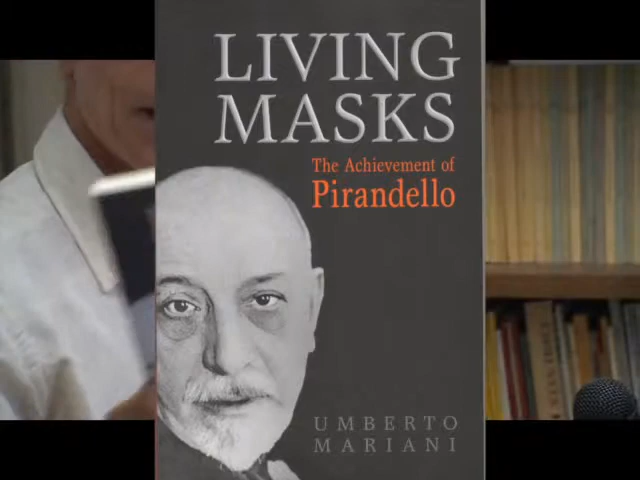 LIVING
MASKS
The Achievement of
Pirandello
UMBERTO
MARIANI